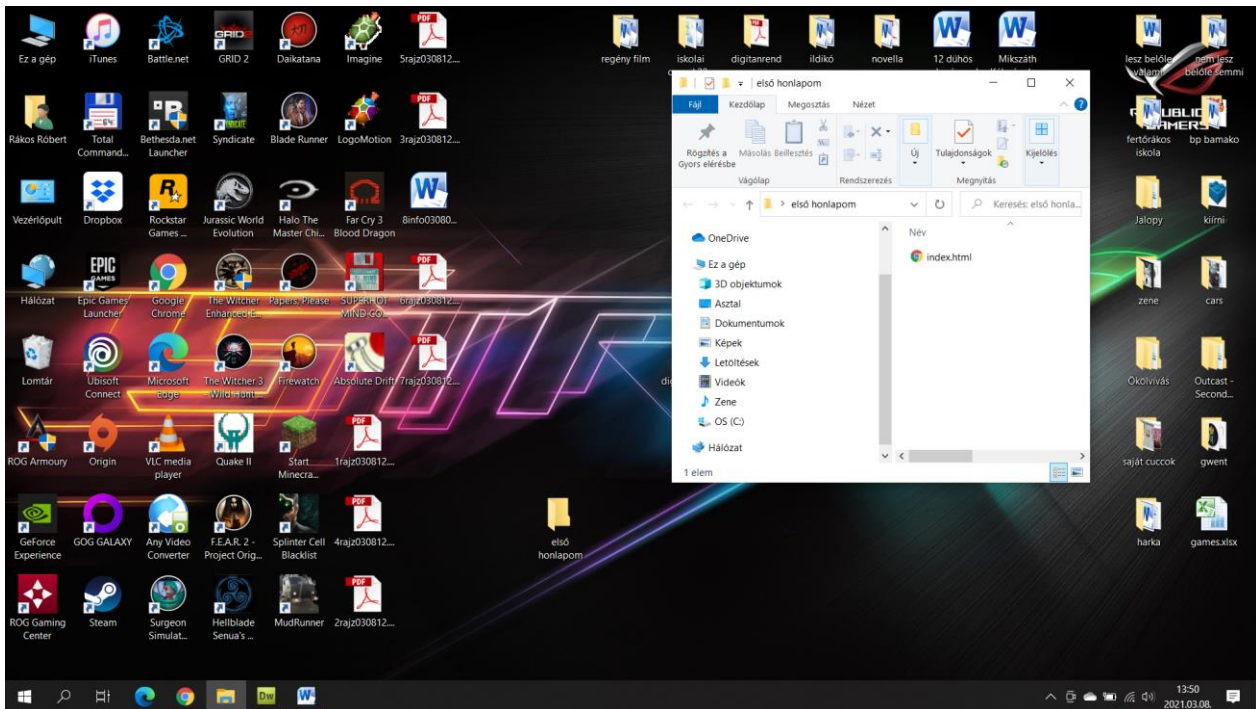 Ez a gép
iTunes
Battle.net
GRID 2
Daikatana
Imagine
5rajz030812...
regény film
iskolai
digitanrend
ildikó
novella
12 dühös
Mikszáth
lesz belőle
valami
nem lesz
belőle semmi
Rákos Róbert
Total
Command...
Bethesda.net
Launcher
Syndicate
Blade Runner
LogoMotion
3rajz030812...
fertőrákos
iskola
bp bamako
Vezérlőpult
Dropbox
Rockstar
Games ...
Jurassic World
Evolution
Halo The
Master Chi...
Far Cry 3
Blood Dragon
8info03080...
Jalopy
kiírni
Hálózat
Epic Games
Launcher
Google
Chrome
The Witcher
Enhanced E...
Papers, Please
SUPERHOT
MIND CO...
6rajz030812...
zene
cars
Lomtár
Ubisoft
Connect
Microsoft
Edge
The Witcher 3
- Wild Hunt...
Firewatch
Absolute Drift
7rajz030812...
Ökölvívás
Outcast -
Second...
ROG Armoury
Origin
VLC media
player
Quake II
Start
Minecra...
1rajz030812...
saját cuccok
gwent
GeForce
Experience
GOG GALAXY
Any Video
Converter
F.E.A.R. 2 -
Project Orig...
Splinter Cell
Blacklist
4rajz030812...
első
honlapom
harka
games.xlsx
ROG Gaming
Center
Steam
Surgeon
Simulat...
Hellblade
Senua's ...
MudRunner
2rajz030812...
első honlapom
Fájl Kezdőlap Megosztás Nézet
Rögzítés a
Gyors elérésbe
Másolás
Beillesztés
Új
Tulajdonságok
Kijelölés
Vágólap Rendszerezés Megnyitás
első honlapom
Keresés: első honla...
OneDrive
Ez a gép
3D objektumok
Asztal
Dokumentumok
Képek
Letöltések
Videók
Zene
OS (C:)
Hálózat
Név
index.html
1 elem
13:50
2021.03.08.